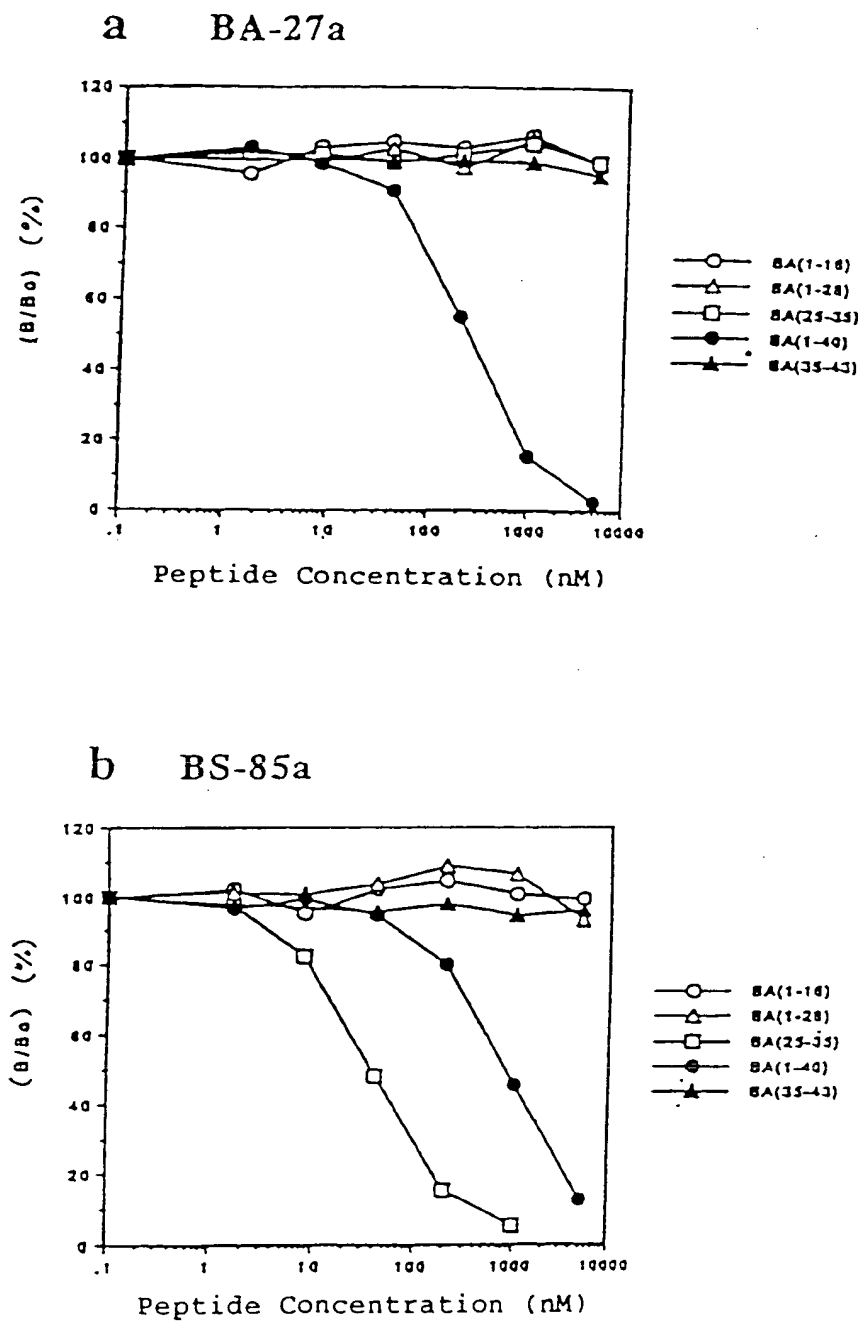 a BA-27a
120
100
80
60
40
20
0
(B/Bo) (%)
.1 1 10 100 1000 10000
Peptide Concentration (nM)
BA(1-16)
BA(1-28)
BA(25-35)
BA(1-40)
BA(35-43)
b BS-85a
120
100
80
60
40
20
0
(B/Bo) (%)
.1 1 10 100 1000 10000
Peptide Concentration (nM)
BA(1-16)
BA(1-28)
BA(25-35)
BA(1-40)
BA(35-43)